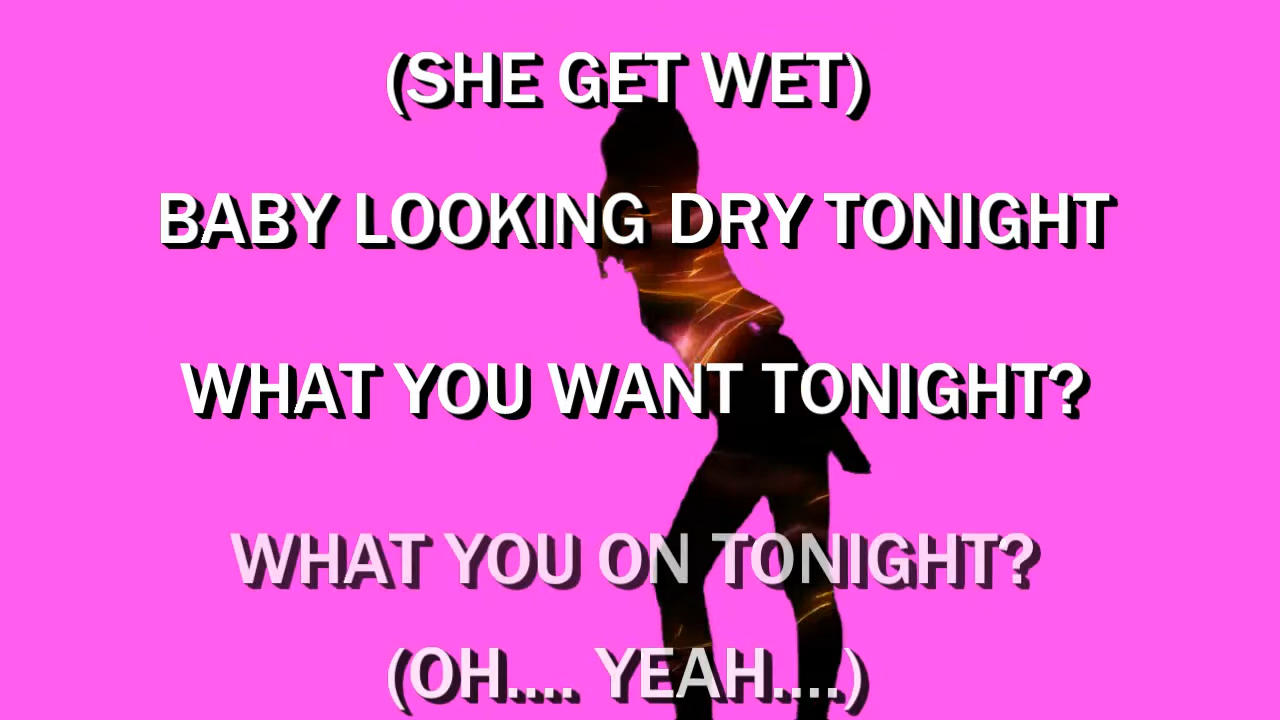 (SHE GET WET)
BABY LOOKING DRY TONIGHT
WHAT YOU WANT TONIGHT?
WHAT YOU ON TONIGHT?
(OH.... YEAH....)